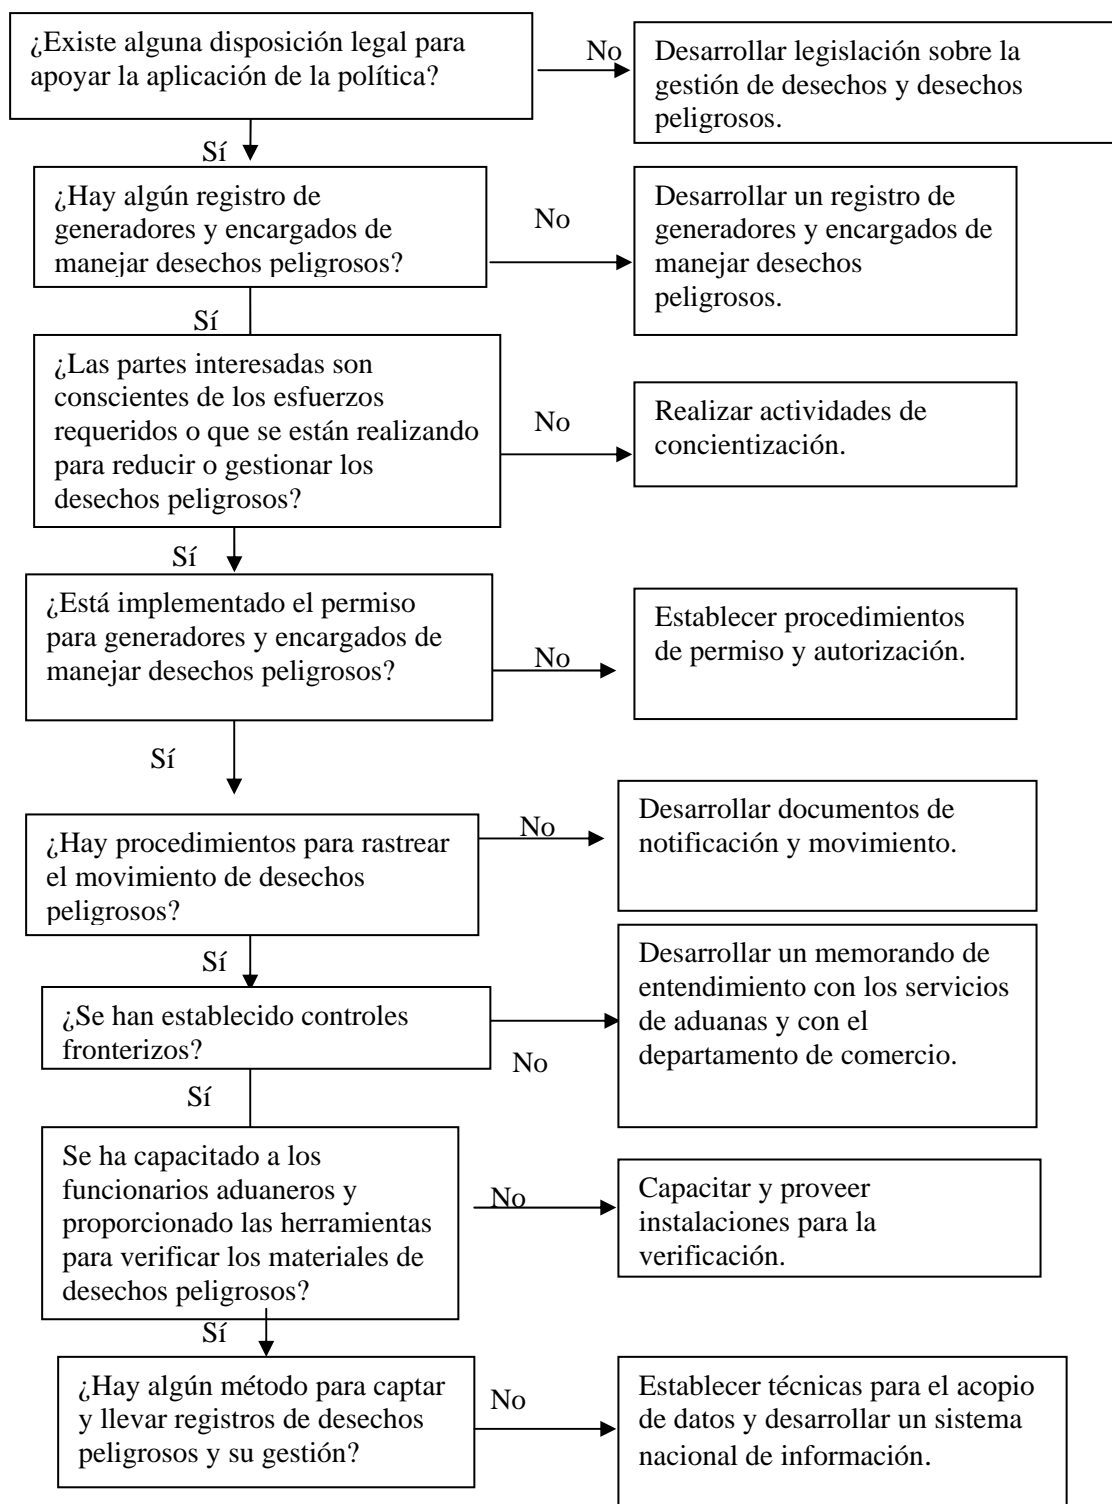 ¿Existe alguna disposición legal para
apoyar la aplicación de la política?
No
Desarrollar legislación sobre la
gestión de desechos y desechos
peligrosos.
Sí
¿Hay algún registro de
generadores y encargados de
manejar desechos peligrosos?
No
Desarrollar un registro de
generadores y encargados de
manejar desechos
peligrosos.
Sí
¿Las partes interesadas son
conscientes de los esfuerzos
requeridos o que se están realizando
para reducir o gestionar los
desechos peligrosos?
No
Realizar actividades de
concientización.
Sí
¿Está implementado el permiso
para generadores y encargados de
manejar desechos peligrosos?
No
Establecer procedimientos
de permiso y autorización.
Sí
¿Hay procedimientos para rastrear
el movimiento de desechos
peligrosos?
No
Desarrollar documentos de
notificación y movimiento.
Sí
¿Se han establecido controles
fronterizos?
No
Desarrollar un memorando de
entendimiento con los servicios
de aduanas y con el
departamento de comercio.
Sí
Se ha capacitado a los
funcionarios aduaneros y
proporcionado las herramientas
para verificar los materiales de
desechos peligrosos?
No
Capacitar y proveer
instalaciones para la
verificación.
Sí
¿Hay algún método para captar
y llevar registros de desechos
peligrosos y su gestión?
No
Establecer técnicas para el acopio
de datos y desarrollar un sistema
nacional de información.